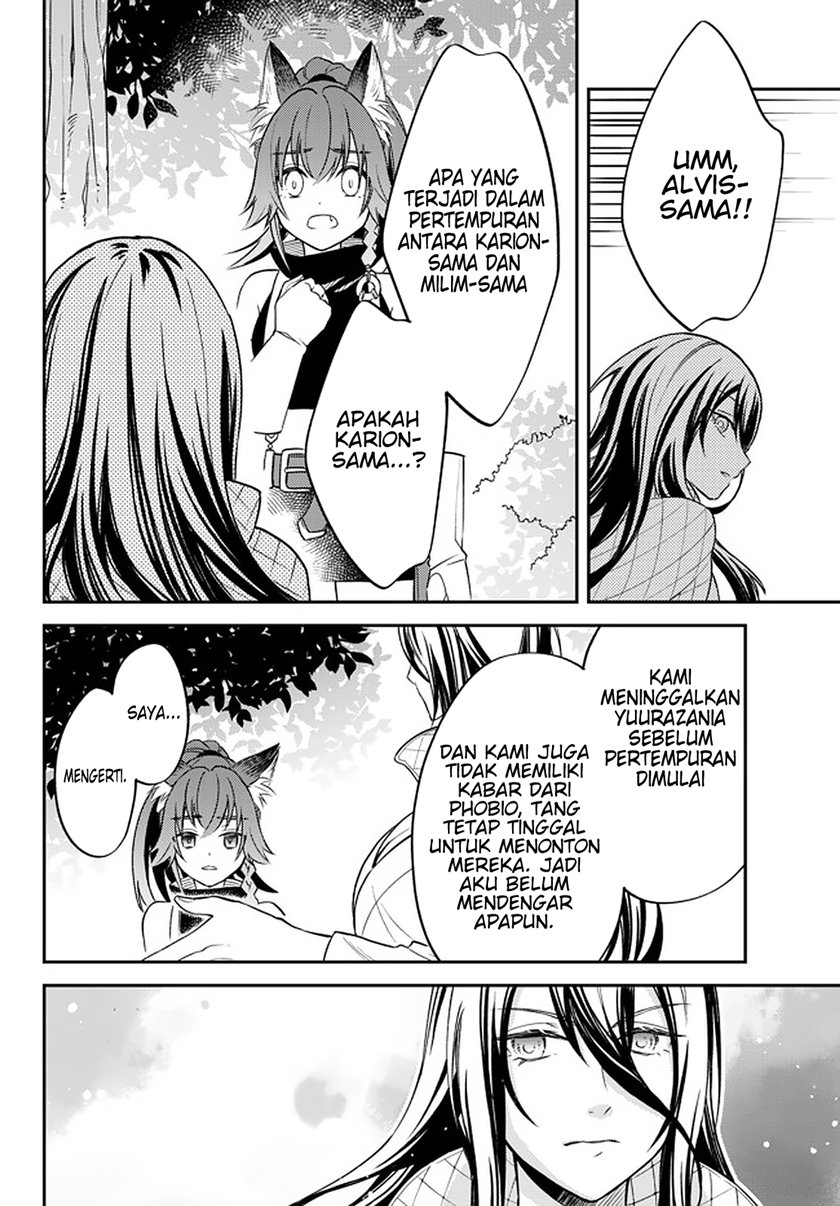 UMM,
ALVIS-
SAMA!!
APA YANG
TERJADI DALAM
PERTEMPURAN
ANTARA KARION-
SAMA DAN
MILIM-SAMA
APAKAH
KARION-
SAMA...?
KAMI
MENINGGALKAN
YUURAZANIA
SEBELUM
PERTEMPURAN
DIMULAI
DAN KAMI JUGA
TIDAK MEMILIKI
KABAR DARI
PHOBIO, TANG
TETAP TINGGAL
UNTUK MENONTON
MEREKA. JADI
AKU BELUM
MENDENGAR
APAPUN.
SAYA...
MENGERTI.